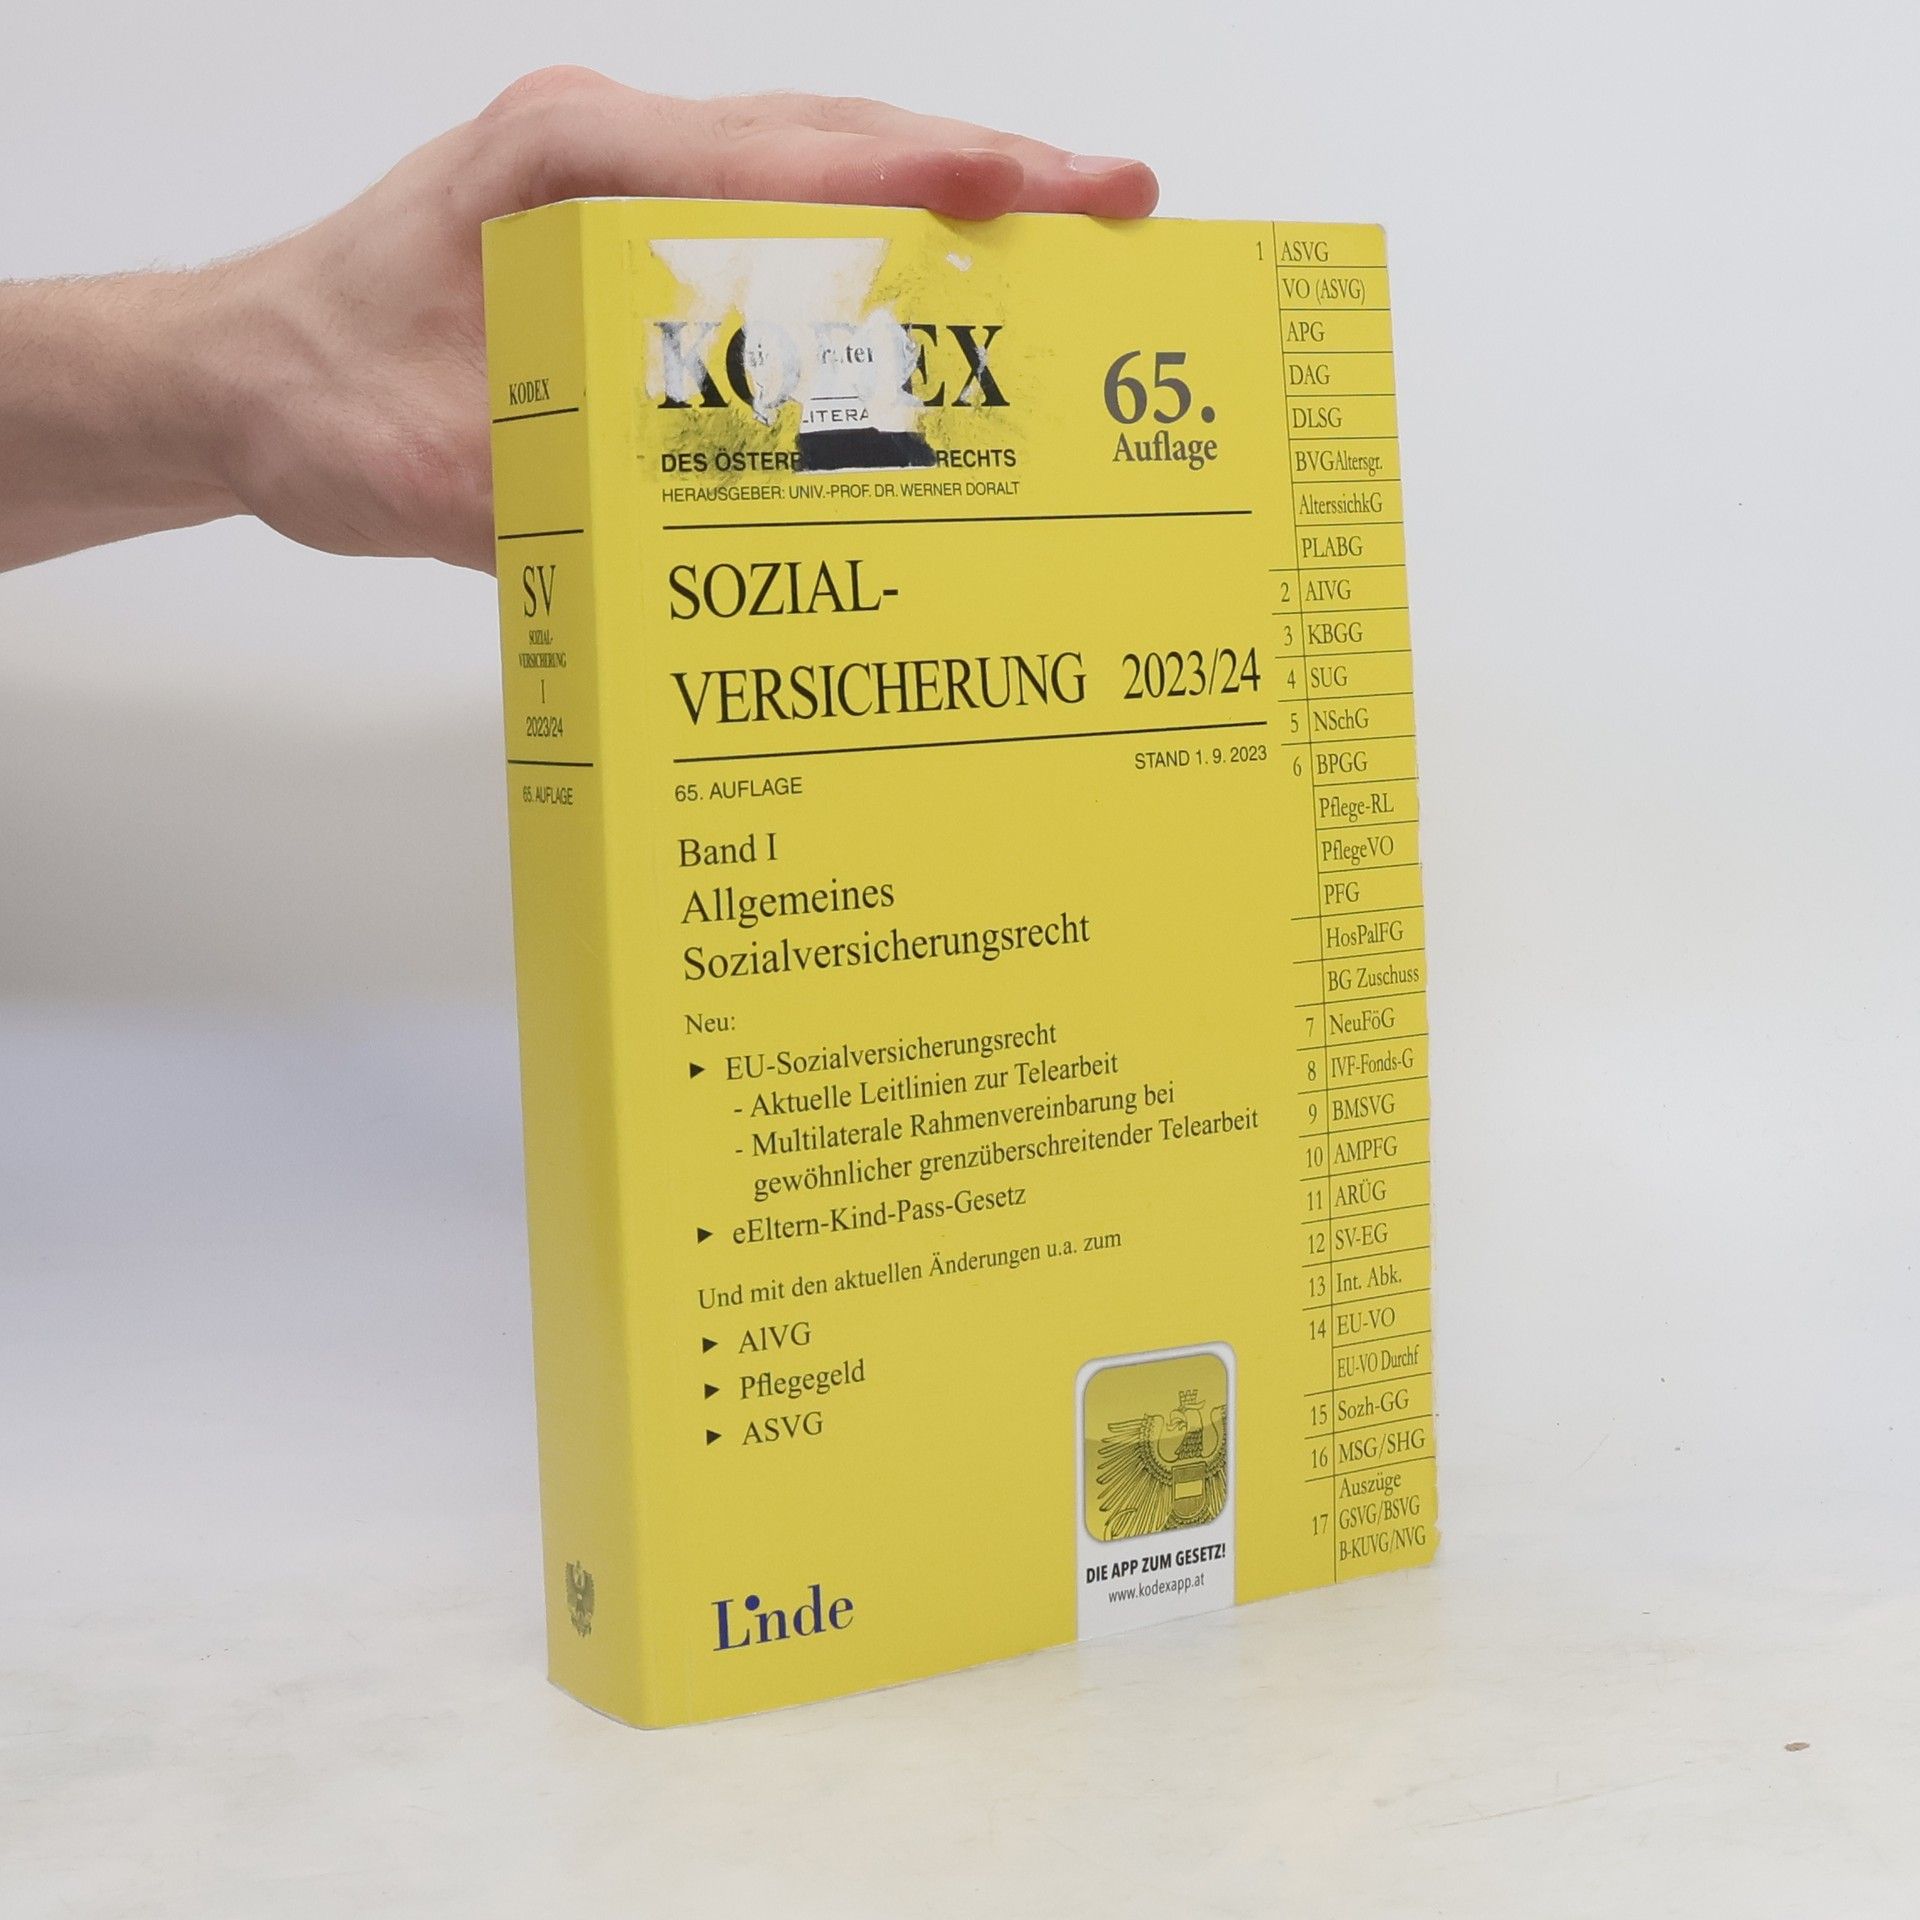 KODEX
SV
SOZIAL-
VERSICHERUNG
I
2023/24
65. AUFLAGE
KODEX
LITERA
DES RECHTS
HERAUSGEBER: UNIV.-PROF. DR. WERNER DORALT
65.
Auflage
SOZIAL-
VERSICHERUNG 2023/24
STAND 1. 9. 2023
65. AUFLAGE
Band I
Allgemeines
Sozialversicherungsrecht
Neu:
► EU-Sozialversicherungsrecht
- Aktuelle Leitlinien zur Telearbeit
- Multilaterale Rahmenvereinbarung bei
gewöhnlicher grenzüberschreitender Telearbeit
► eEltern-Kind-Pass-Gesetz
Und mit den aktuellen Änderungen u.a. zum
► AlVG
► Pflegegeld
► ASVG
DIE APP ZUM GESETZ!
www.kodexapp.at
Linde
1 ASVG
VO (ASVG)
APG
DAG
DLSG
BVGAltersgr.
AlterssichkG
PLABG
2 AlVG
3 KBGG
4 SUG
5 NSchG
6 BPGG
Pflege-RL
PflegeVO
PFG
HosPalFG
BG Zuschuss
7 NeuFöG
8 IVF-Fonds-G
9 BMSVG
10 AMPFG
11 ARÜG
12 SV-EG
13 Int. Abk.
14 EU-VO
EU-VO Durchf
15 Sozh-GG
16 MSG/SHG
Auszüge
17 GSVG/BSVG
B-KUVG/NVG